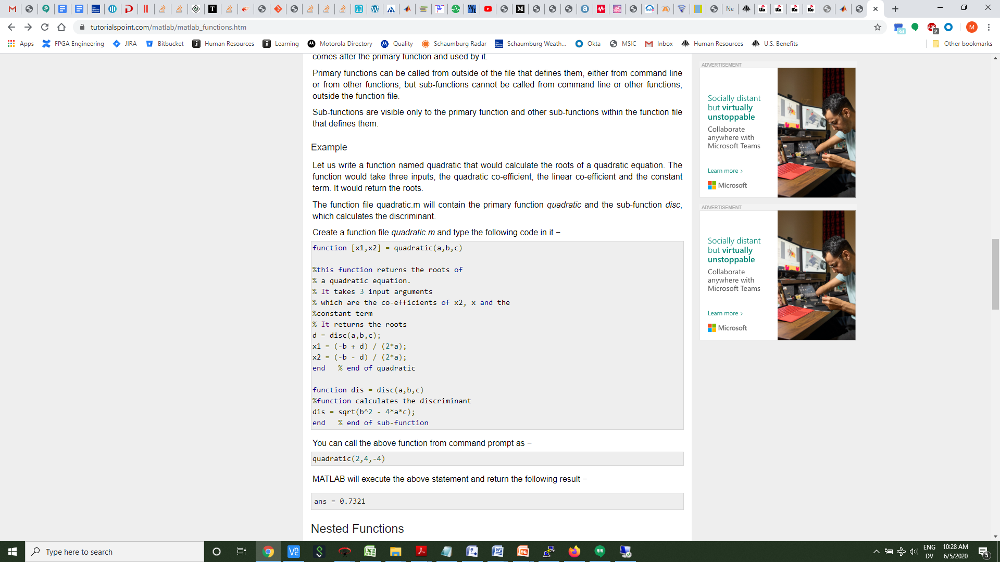 Ne
tutorialspoint.com/matlab/matlab_functions.htm
3d
2
M
Apps
FPGA Engineering
JIRA
Bitbucket
Human Resources
Learning
Motorola Directory
Quality
Schaumburg Radar
Schaumburg Weath...
Okta
MSIC
Inbox
Human Resources
U.S. Benefits
Other bookmarks
comes after the primary function and used by it.
Primary functions can be called from outside of the file that defines them, either from command line
or from other functions, but sub-functions cannot be called from command line or other functions,
outside the function file.
Sub-functions are visible only to the primary function and other sub-functions within the function file
that defines them.
Example
Let us write a function named quadratic that would calculate the roots of a quadratic equation. The
function would take three inputs, the quadratic co-efficient, the linear co-efficient and the constant
term. It would return the roots.
The function file quadratic.m will contain the primary function quadratic and the sub-function disc,
which calculates the discriminant.
Create a function file quadratic.m and type the following code in it −
function [x1,x2] = quadratic(a,b,c)
%this function returns the roots of
% a quadratic equation.
% It takes 3 input arguments
% which are the co-efficients of x2, x and the
%constant term
% It returns the roots
d = disc(a,b,c);
x1 = (-b + d) / (2*a);
x2 = (-b - d) / (2*a);
end   % end of quadratic
function dis = disc(a,b,c)
%function calculates the discriminant
dis = sqrt(b^2 - 4*a*c);
end   % end of sub-function
You can call the above function from command prompt as −
quadratic(2,4,-4)
MATLAB will execute the above statement and return the following result −
ans = 0.7321
Nested Functions
ADVERTISEMENT
Socially distant
but virtually
unstoppable
Collaborate
anywhere with
Microsoft Teams
Learn more >
Microsoft
ADVERTISEMENT
Socially distant
but virtually
unstoppable
Collaborate
anywhere with
Microsoft Teams
Learn more >
Microsoft
Type here to search
ENG
DV
10:28 AM
6/5/2020
5